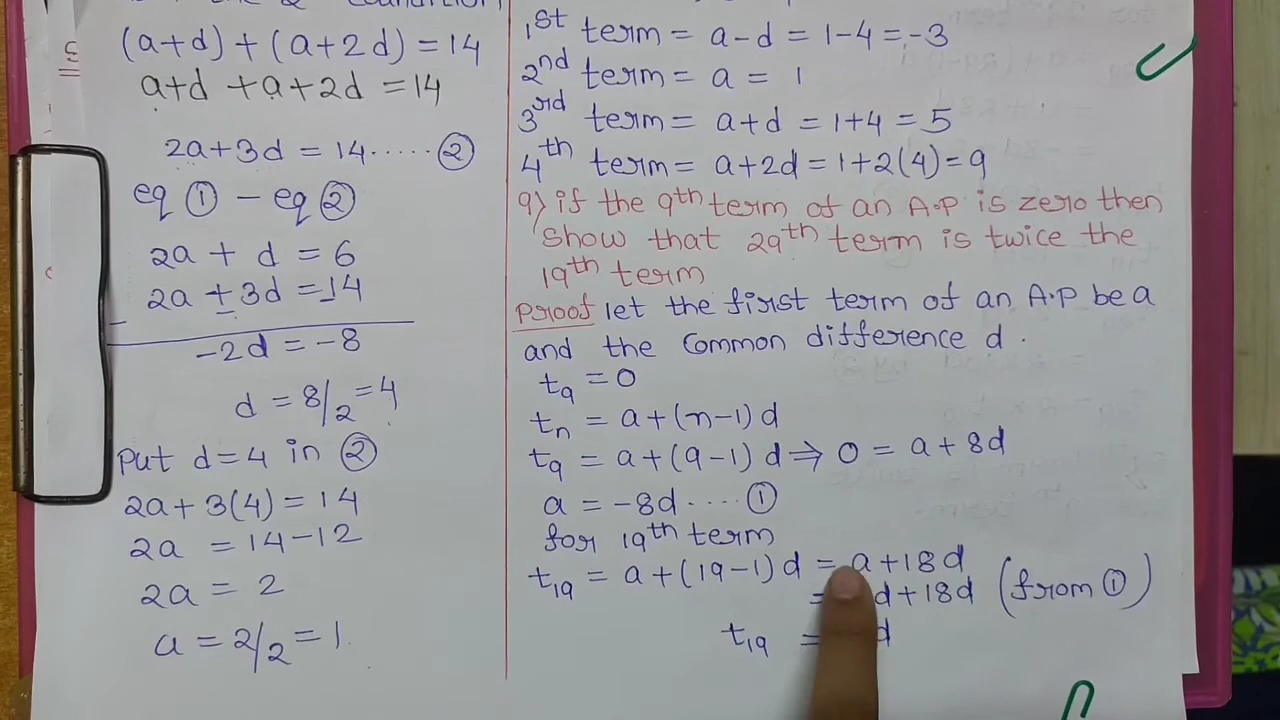 (a+d) + (a+2d) = 14
a+d +a+2d =14
2a+3d = 14 ..... ②
eq ① - eq ②
2a + d = 6
2a + 3d = 14
-2d = -8
d = 8/2 = 4
Put d=4 in ②
2a+ 3(4) = 14
2a = 14-12
2a = 2
a = 2/2 = 1.
1st term = a-d = 1-4 = -3
2nd term = a = 1
3rd term = a+d = 1+4 = 5
4th term = a+2d = 1+2(4) = 9
9) if the 9th term of an A.P is zero then
show that 29th term is twice the
19th term
Proof let the first term of an A.P be a
and the Common difference d.
t9 = 0
tn = a+(n-1)d
t9 = a+(9-1)d ⇒ 0 = a+8d
a = -8d .... ①
for 19th term
t19 = a+(19-1)d = a+18d
= d+18d (from ①)
t19 = d